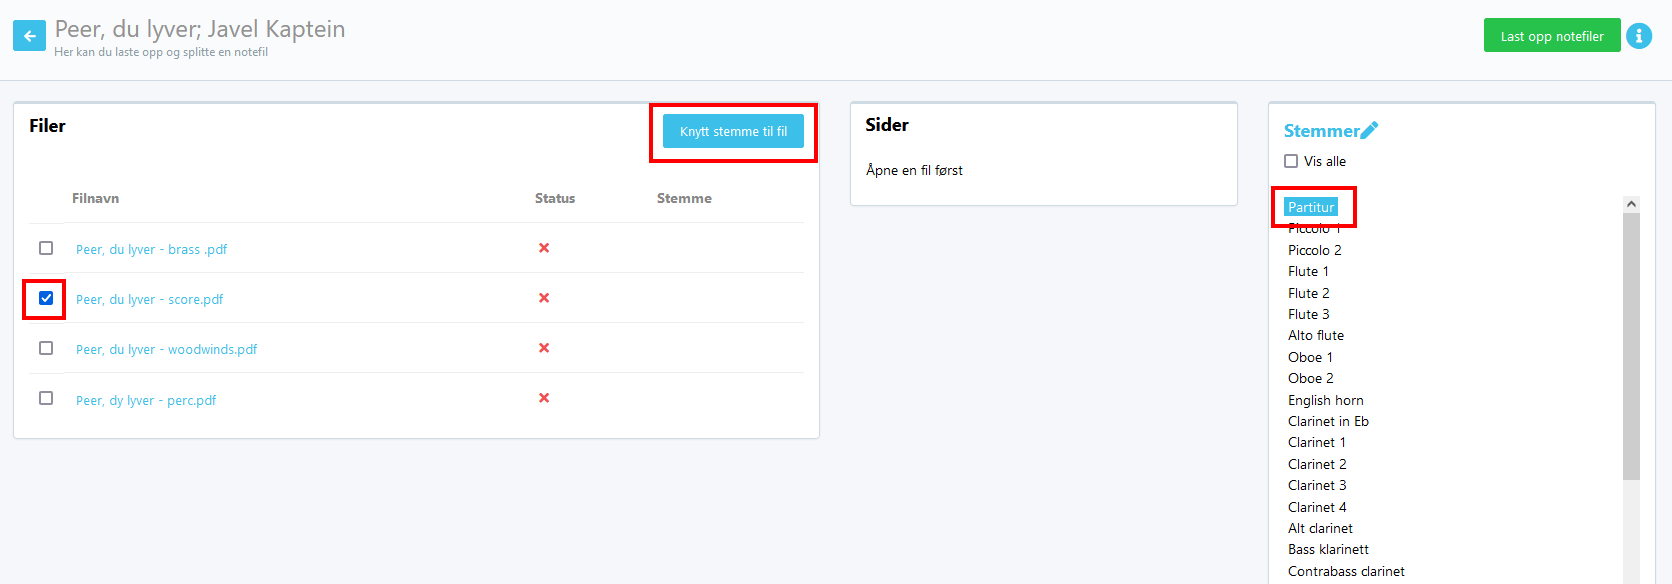 Peer, du lyver; Javel Kaptein
Her kan du laste opp og splitte en notefil
Last opp notefiler
Filer
Knytt stemme til fil
Filnavn Status Stemme
Peer, du lyver - brass .pdf
Peer, du lyver - score.pdf
Peer, du lyver - woodwinds.pdf
Peer, dy lyver - perc.pdf
Sider
Åpne en fil først
Stemmer
Vis alle
Partitur
Piccolo 1
Piccolo 2
Flute 1
Flute 2
Flute 3
Alto flute
Oboe 1
Oboe 2
English horn
Clarinet in Eb
Clarinet 1
Clarinet 2
Clarinet 3
Clarinet 4
Alt clarinet
Bass klarinett
Contrabass clarinet